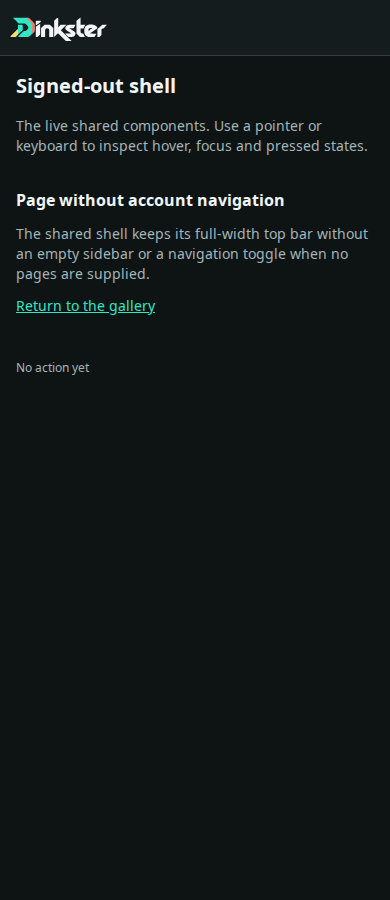 Dinkster
Signed-out shell
The live shared components. Use a pointer or
keyboard to inspect hover, focus and pressed states.
Page without account navigation
The shared shell keeps its full-width top bar without
an empty sidebar or a navigation toggle when no
pages are supplied.
Return to the gallery
No action yet